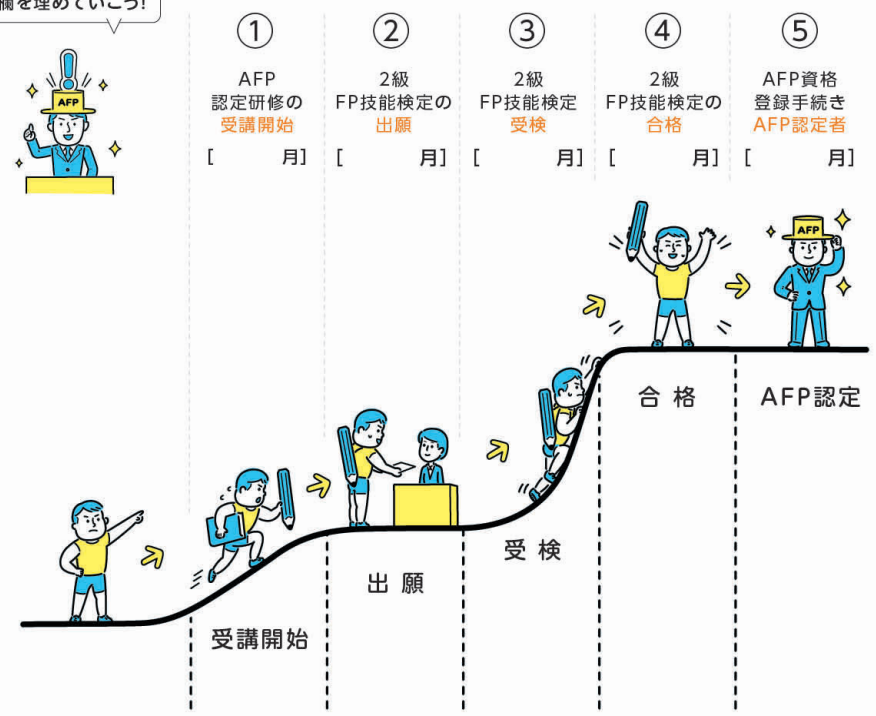 欄を埋めていこう!
AFP
①
AFP
認定研修の
受講開始
[ 月]
②
2級
FP技能検定の
出願
[ 月]
③
2級
FP技能検定
受検
[ 月]
④
2級
FP技能検定の
合格
[ 月]
⑤
AFP資格
登録手続き
AFP認定者
[ 月]
AFP
合格
AFP認定
受検
出願
受講開始